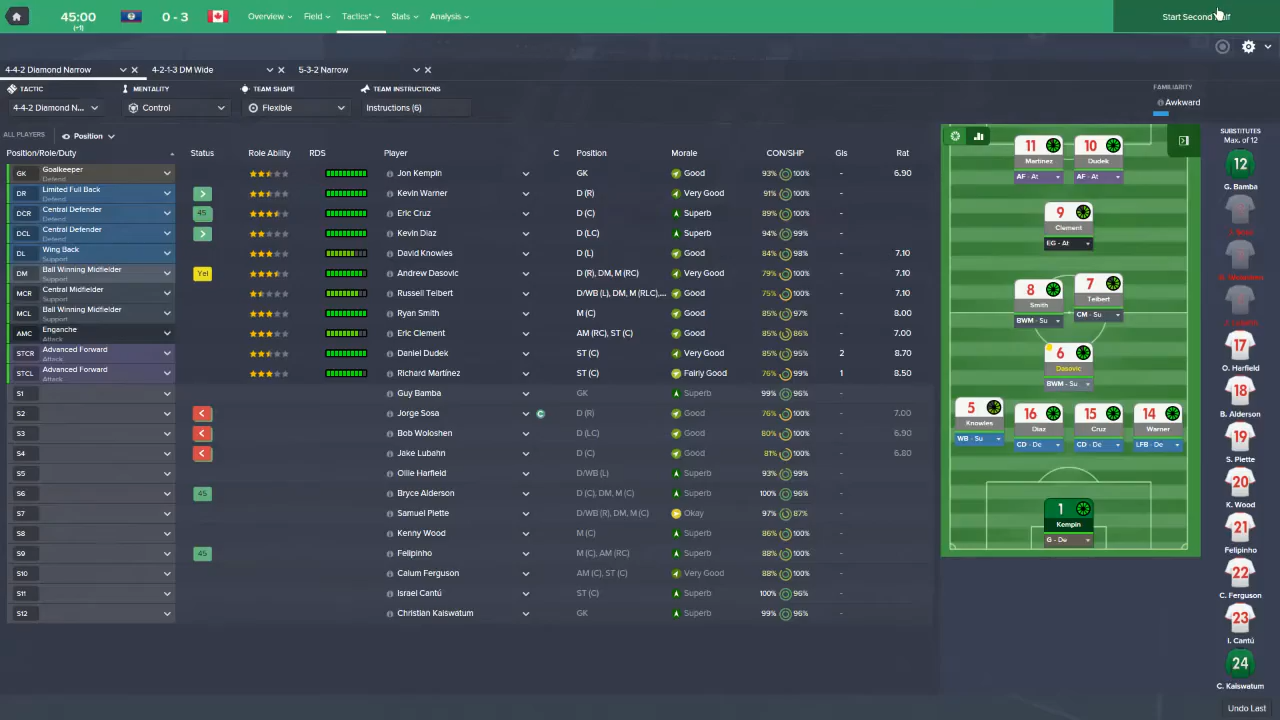 45:00
(+1)
0 - 3
Overview
Field
Tactics*
Stats
Analysis
4-4-2 Diamond Narrow
4-2-1-3 DM Wide
5-3-2 Narrow
TACTIC
MENTALITY
TEAM SHAPE
TEAM INSTRUCTIONS
4-4-2 Diamond N...
Control
Flexible
Instructions (6)
FAMILIARITY
Awkward
ALL PLAYERS
Position
Position/Role/Duty Status Role Ability RDS Player C Position Morale CON/SHP Gls Rat
GK Goalkeeper Defend Jon Kempin GK Good 93% 100% - 6.90
DR Limited Full Back Defend Kevin Warner D (R) Very Good 91% 100% -
DCR Central Defender Defend 45 Eric Cruz D (C) Superb 89% 100% -
DCL Central Defender Defend Kevin Diaz D (LC) Superb 94% 99% -
DL Wing Back Support David Knowles D (L) Good 84% 98% - 7.10
DM Ball Winning Midfielder Support Yel Andrew Dasovic D (R), DM, M (RC) Very Good 79% 100% - 7.10
MCR Central Midfielder Support Russell Teibert D/WB (L), DM, M (RLC),... Good 75% 100% - 7.10
MCL Ball Winning Midfielder Support Ryan Smith M (C) Good 85% 97% - 8.00
AMC Enganche Attack Eric Clement AM (RC), ST (C) Good 85% 86% - 7.00
STCR Advanced Forward Attack Daniel Dudek ST (C) Very Good 85% 95% 2 8.70
STCL Advanced Forward Attack Richard Martínez ST (C) Fairly Good 76% 99% 1 8.50
S1 Guy Bamba GK Superb 99% 96% -
S2 Jorge Sosa C D (R) Good 76% 100% - 7.00
S3 Bob Woloshen D (LC) Good 80% 100% - 6.90
S4 Jake Lubahn D (C) Good 81% 100% - 6.80
S5 Ollie Harfield D/WB (L) Superb 93% 99% -
S6 45 Bryce Alderson D (C), DM, M (C) Superb 100% 96% -
S7 Samuel Piette D/WB (R), DM, M (C) Okay 97% 87% -
S8 Kenny Wood M (C) Superb 86% 100% -
S9 45 Felipinho M (C), AM (RC) Superb 88% 100% -
S10 Calum Ferguson AM (C), ST (C) Very Good 88% 100% -
S11 Israel Cantú ST (C) Superb 100% 96% -
S12 Christian Kaiswatum GK Superb 99% 96% -
11 10
Martínez Dudek
AF - At AF - At
9
Clement
EG - At
8 7
Smith Teibert
BWM - Su CM - Su
6
Dasovic
BWM - Su
5 16 15 14
Knowles Diaz Cruz Warner
WB - Su CD - De CD - De LFB - De
1
Kempin
G - De
SUBSTITUTES
Max. of 12
12
G. Bamba
17
O. Harfield
18
B. Alderson
19
S. Piette
20
K. Wood
21
Felipinho
22
C. Ferguson
23
I. Cantú
24
C. Kaiswatum
Undo Last